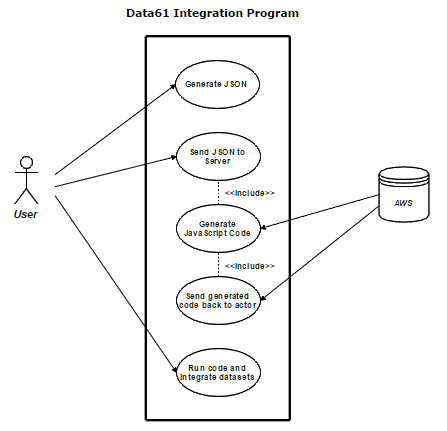 Data61 Integration Program
Generate JSON
Send JSON to
Server
<<Include>>
User
AWS
Generate
JavaScript Code
<<Include>>
Send generated
code back to actor
Run code and
Integrate datasets